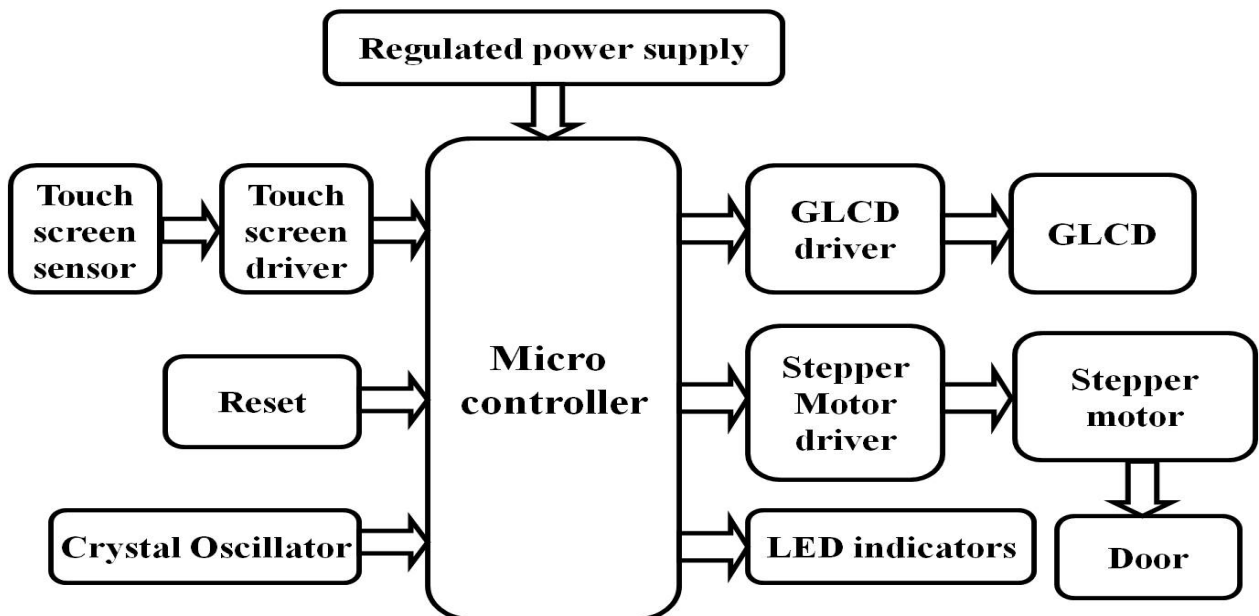 Regulated power supply
Touch
screen
sensor
Touch
screen
driver
GLCD
driver
GLCD
Reset
Micro
controller
Stepper
Motor
driver
Stepper
motor
Crystal Oscillator
LED indicators
Door